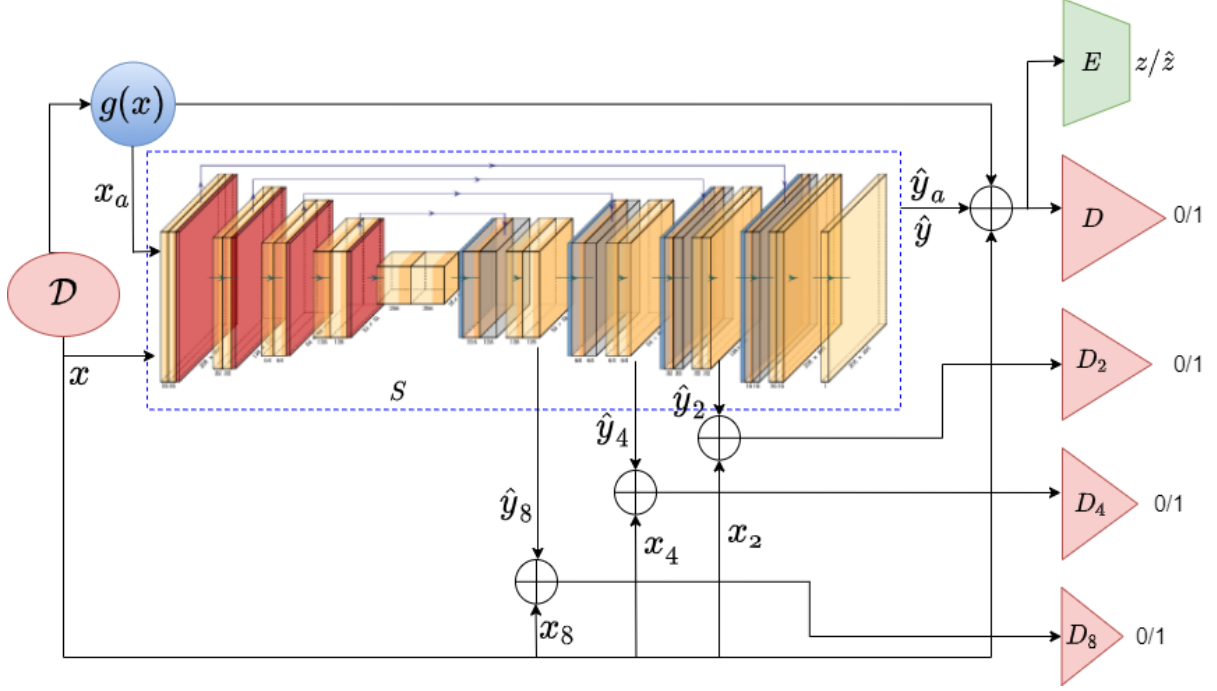 E
z/ẑ
g(x)
x_a
ŷ_a
ŷ
D
0/1
𝒟
x
S
ŷ_2
D_2
0/1
ŷ_4
ŷ_8
x_4
x_2
D_4
0/1
x_8
D_8
0/1